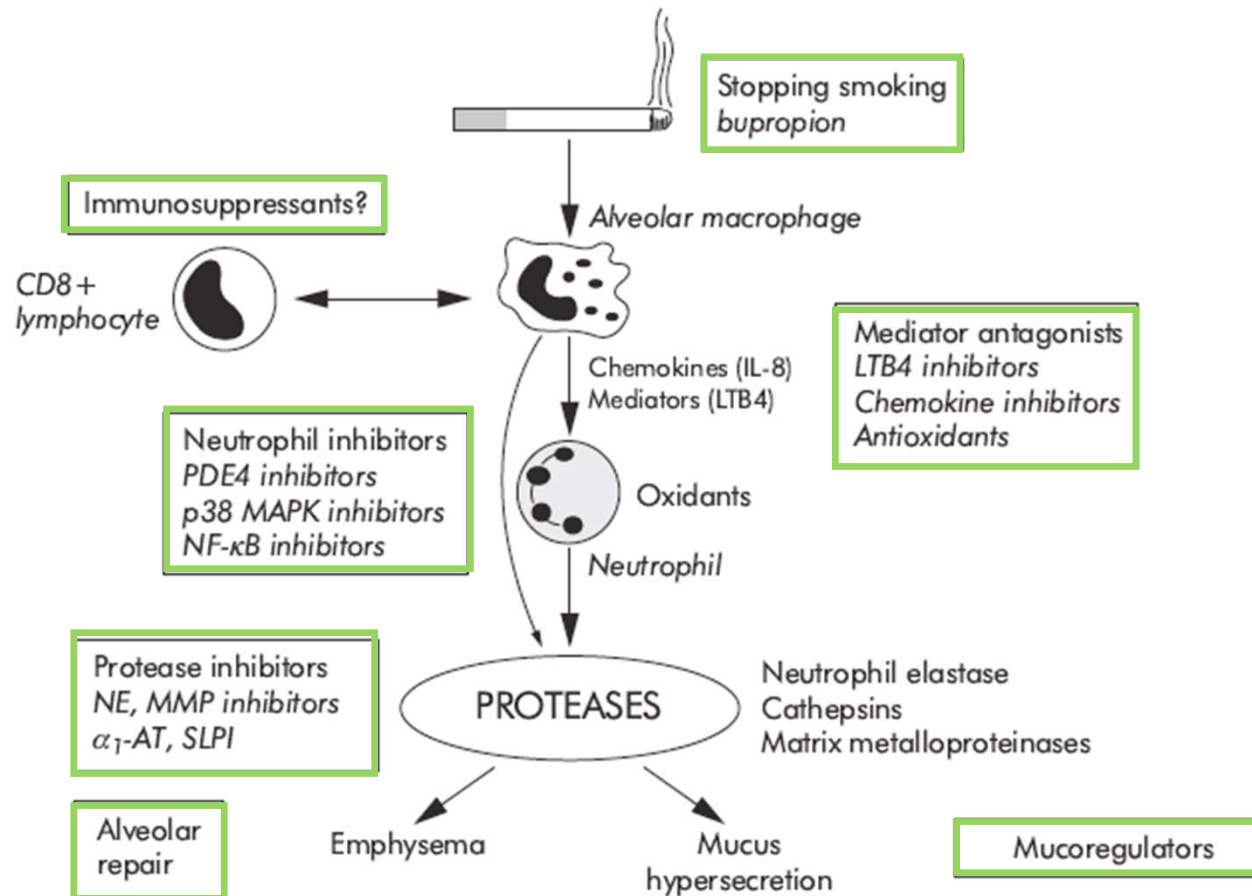 Stopping smoking
bupropion
Immunosuppressants?
Alveolar macrophage
CD8+
lymphocyte
Chemokines (IL-8)
Mediators (LTB4)
Mediator antagonists
LTB4 inhibitors
Chemokine inhibitors
Antioxidants
Neutrophil inhibitors
PDE4 inhibitors
p38 MAPK inhibitors
NF-κB inhibitors
Oxidants
Neutrophil
Protease inhibitors
NE, MMP inhibitors
α₁-AT, SLPI
PROTEASES
Neutrophil elastase
Cathepsins
Matrix metalloproteinases
Alveolar
repair
Emphysema
Mucus
hypersecretion
Mucoregulators